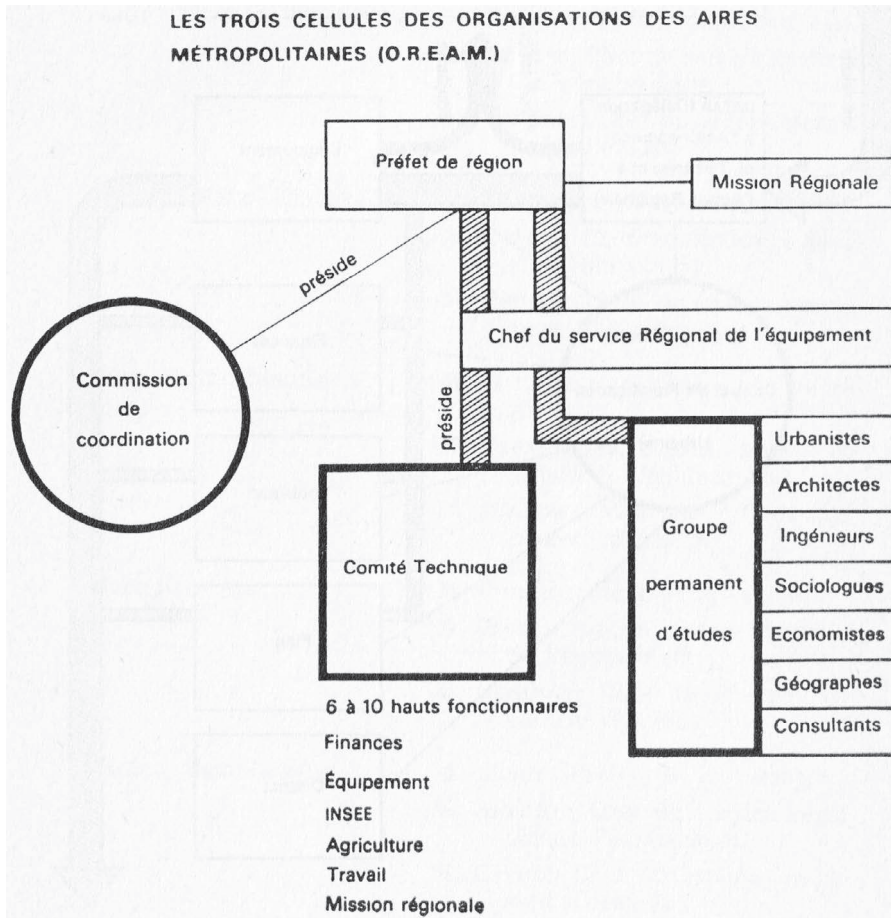 LES TROIS CELLULES DES ORGANISATIONS DES AIRES
MÉTROPOLITAINES (O.R.E.A.M.)
Préfet de région
Mission Régionale
préside
Chef du service Régional de l'équipement
Commission
de
coordination
préside
Comité Technique
Groupe
permanent
d'études
Urbanistes
Architectes
Ingénieurs
Sociologues
Economistes
Géographes
Consultants
6 à 10 hauts fonctionnaires
Finances
Équipement
INSEE
Agriculture
Travail
Mission régionale